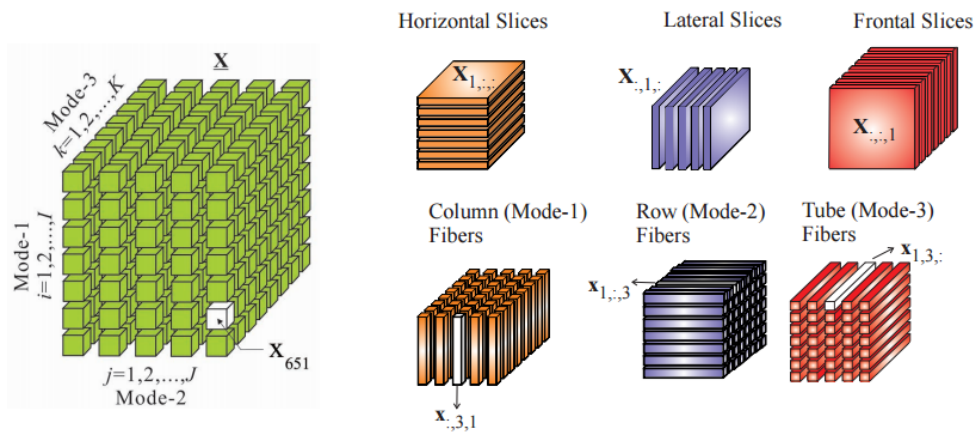 X
Mode-3
k=1,2,...,K
Mode-1
i=1,2,...,I
j=1,2,...,J
Mode-2
X651
Horizontal Slices
X1,:,:
Lateral Slices
X:,1,:
Frontal Slices
X:,:,1
Column (Mode-1)
Fibers
x:,3,1
Row (Mode-2)
Fibers
x1,:,3
Tube (Mode-3)
Fibers
x1,3,: